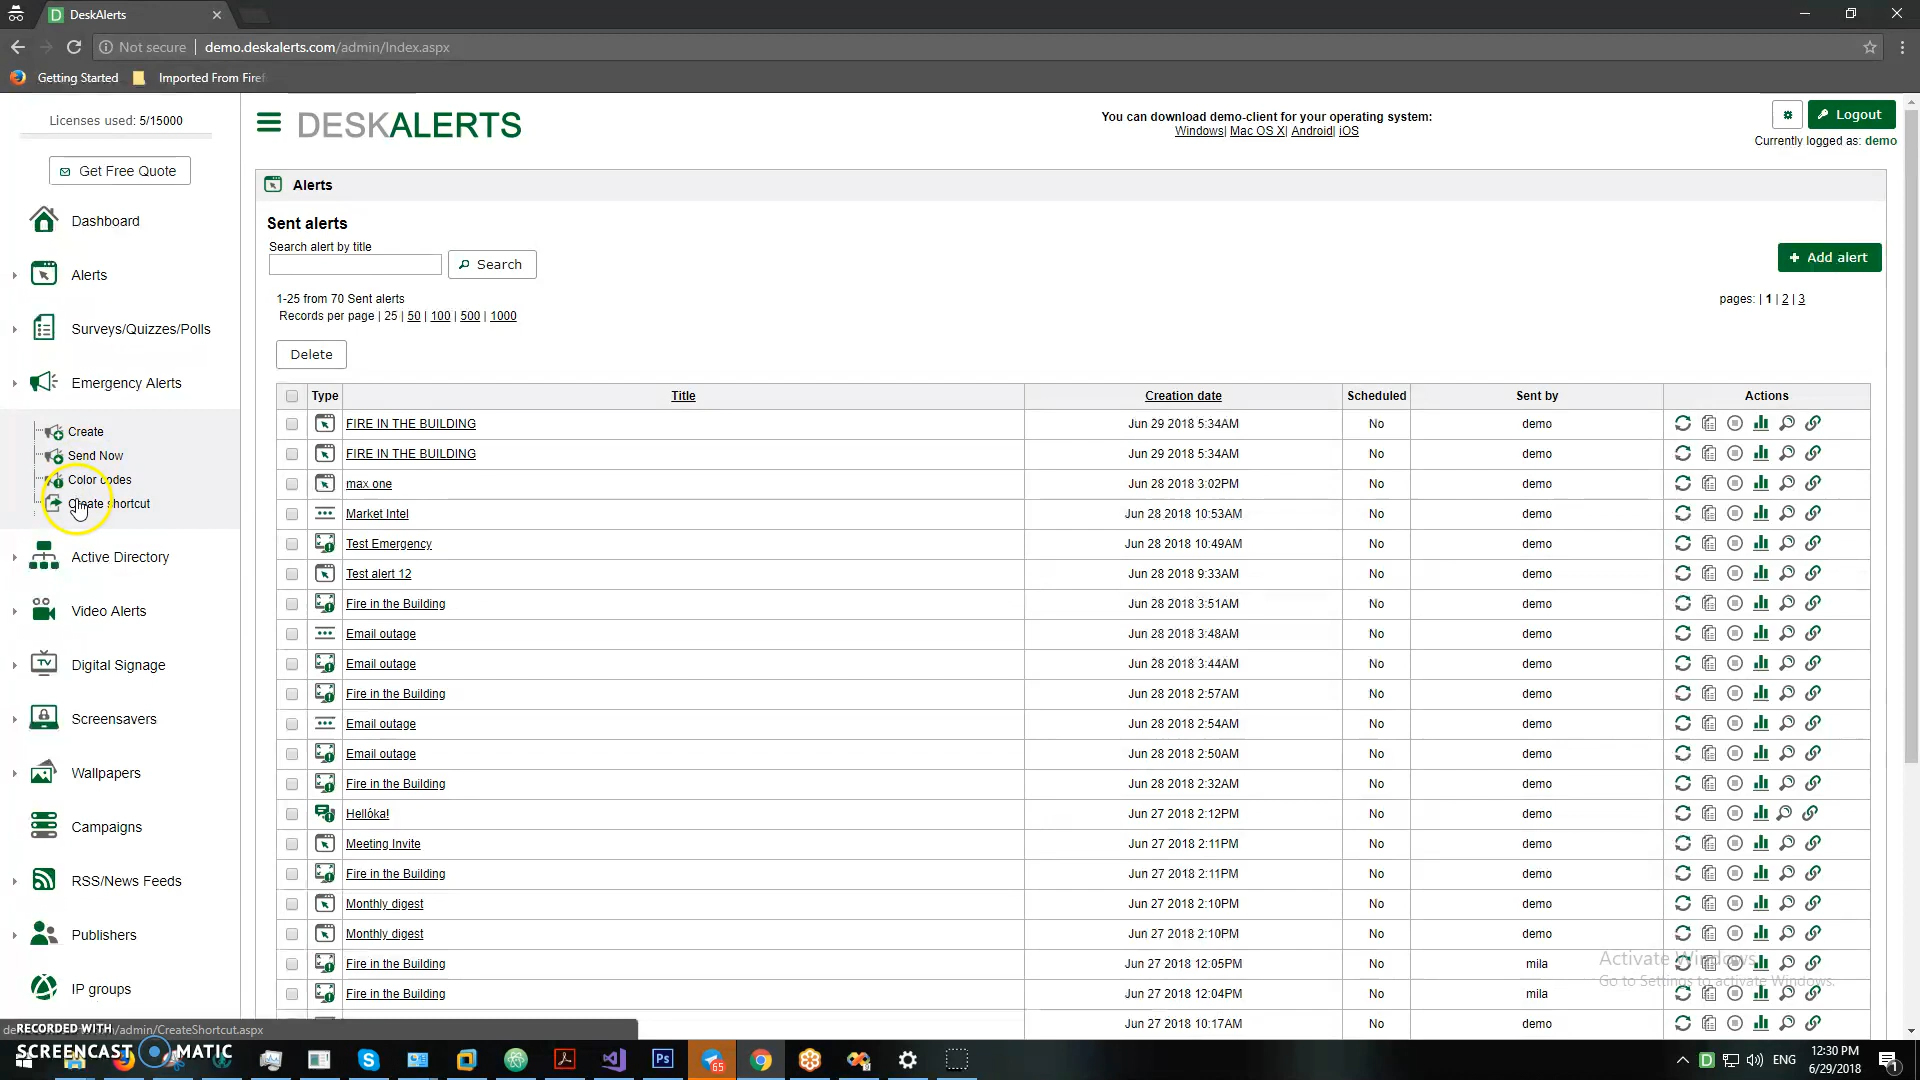 DeskAlerts
Not secure demo.deskalerts.com/admin/Index.aspx
Getting Started Imported From Firef
Licenses used: 5/15000
Get Free Quote
Dashboard
Alerts
Surveys/Quizzes/Polls
Emergency Alerts
Create
Send Now
Color codes
Create shortcut
Active Directory
Video Alerts
Digital Signage
Screensavers
Wallpapers
Campaigns
RSS/News Feeds
Publishers
IP groups
DESKALERTS
You can download demo-client for your operating system:
Windows| Mac OS X| Android| iOS
Logout
Currently logged as: demo
Alerts
Sent alerts
Search alert by title
Search
Add alert
1-25 from 70 Sent alerts
pages: | 1 | 2 | 3
Records per page | 25 | 50 | 100 | 500 | 1000
Delete
Type Title Creation date Scheduled Sent by Actions
FIRE IN THE BUILDING Jun 29 2018 5:34AM No demo
FIRE IN THE BUILDING Jun 29 2018 5:34AM No demo
max one Jun 28 2018 3:02PM No demo
Market Intel Jun 28 2018 10:53AM No demo
Test Emergency Jun 28 2018 10:49AM No demo
Test alert 12 Jun 28 2018 9:33AM No demo
Fire in the Building Jun 28 2018 3:51AM No demo
Email outage Jun 28 2018 3:48AM No demo
Email outage Jun 28 2018 3:44AM No demo
Fire in the Building Jun 28 2018 2:57AM No demo
Email outage Jun 28 2018 2:54AM No demo
Email outage Jun 28 2018 2:50AM No demo
Fire in the Building Jun 28 2018 2:32AM No demo
Hellóka! Jun 27 2018 2:12PM No demo
Meeting Invite Jun 27 2018 2:11PM No demo
Fire in the Building Jun 27 2018 2:11PM No demo
Monthly digest Jun 27 2018 2:10PM No demo
Monthly digest Jun 27 2018 2:10PM No demo
Fire in the Building Jun 27 2018 12:05PM No mila
Fire in the Building Jun 27 2018 12:04PM No mila
Jun 27 2018 10:17AM No demo
Activate Windows
Go to Settings to activate Windows.
/admin/CreateShortcut.aspx
RECORDED WITH
SCREENCAST MATIC
Ps
65
ENG
12:30 PM
6/29/2018
1